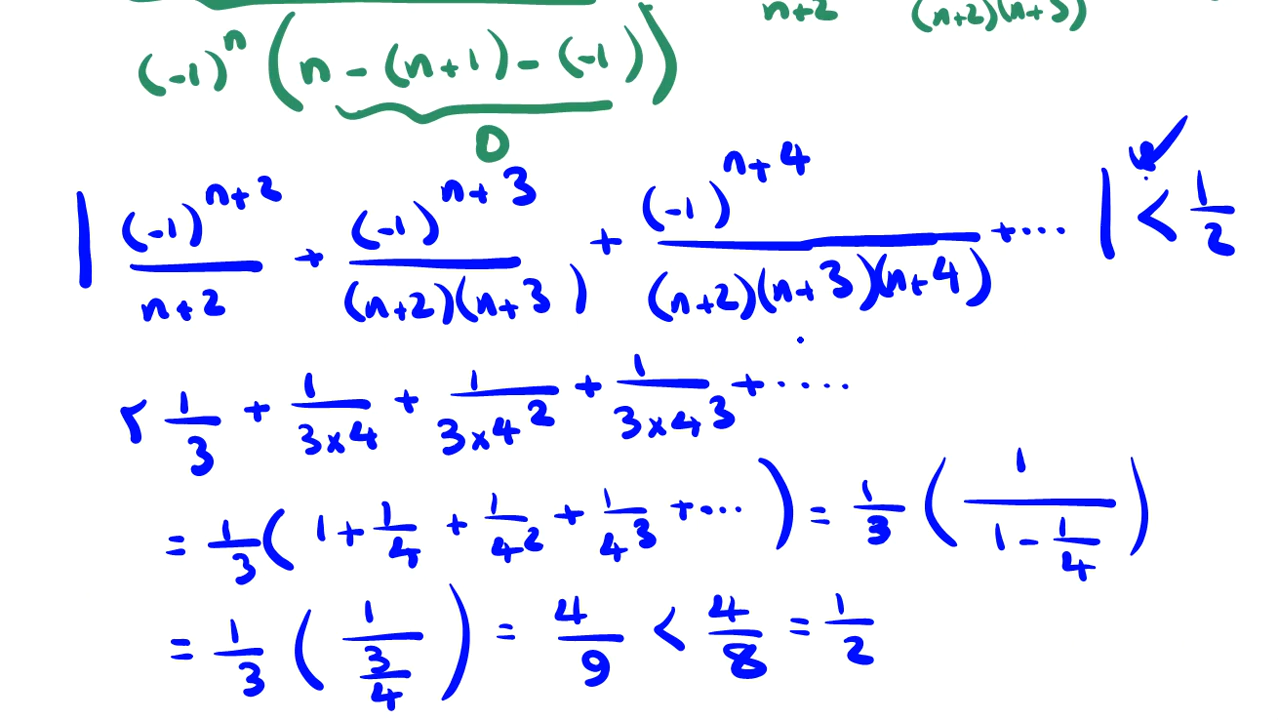 n+2 (n+2)(n+3)
(-1)^n (n - (n+1) - (-1))
0
| (-1)^{n+2}/(n+2) + (-1)^{n+3}/((n+2)(n+3)) + (-1)^{n+4}/((n+2)(n+3)(n+4)) + ··· | < 1/2
< 1/3 + 1/(3×4) + 1/(3×4^2) + 1/(3×4^3) + ····
= 1/3 ( 1 + 1/4 + 1/4^2 + 1/4^3 + ··· ) = 1/3 ( 1/(1 - 1/4) )
= 1/3 ( 1/(3/4) ) = 4/9 < 4/8 = 1/2